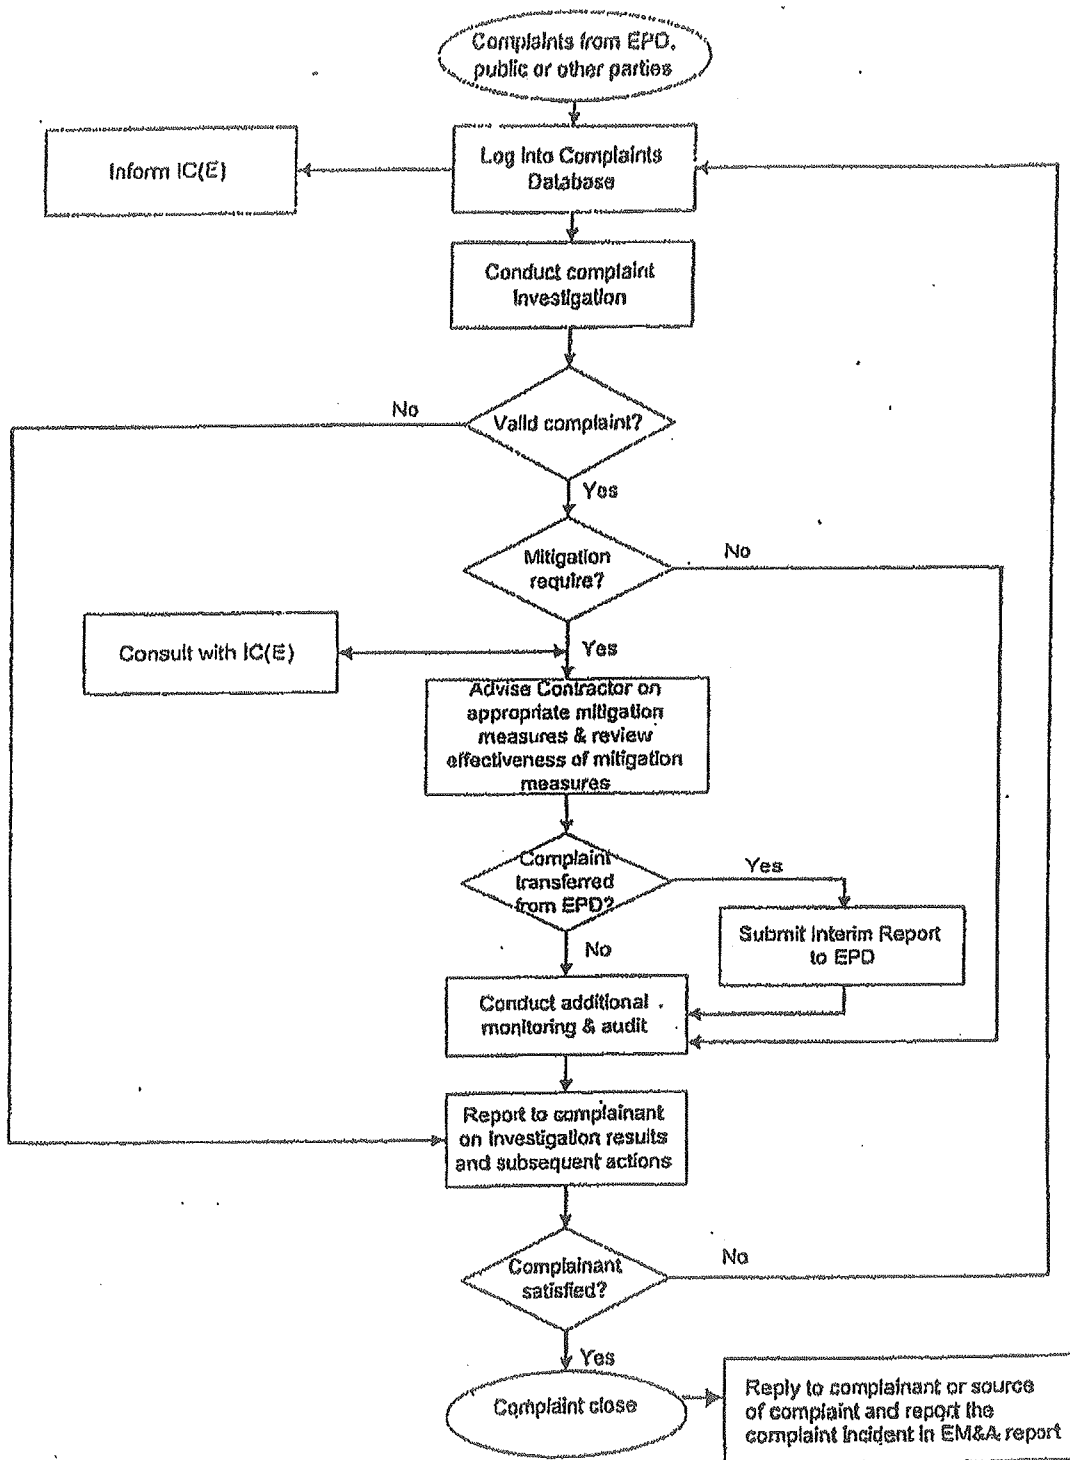 Complaints from EPD,
public or other parties
Inform IC(E)
Log into Complaints
Database
Conduct complaint
Investigation
No
Valid complaint?
Yes
Mitigation
require?
No
Consult with IC(E)
Yes
Advise Contractor on
appropriate mitigation
measures & review
effectiveness of mitigation
measures
Complaint
transferred
from EPD?
Yes
Submit Interim Report
to EPD
No
Conduct additional
monitoring & audit
Report to complainant
on Investigation results
and subsequent actions
Complainant
satisfied?
No
Yes
Complaint close
Reply to complainant or source
of complaint and report the
complaint incident in EM&A report